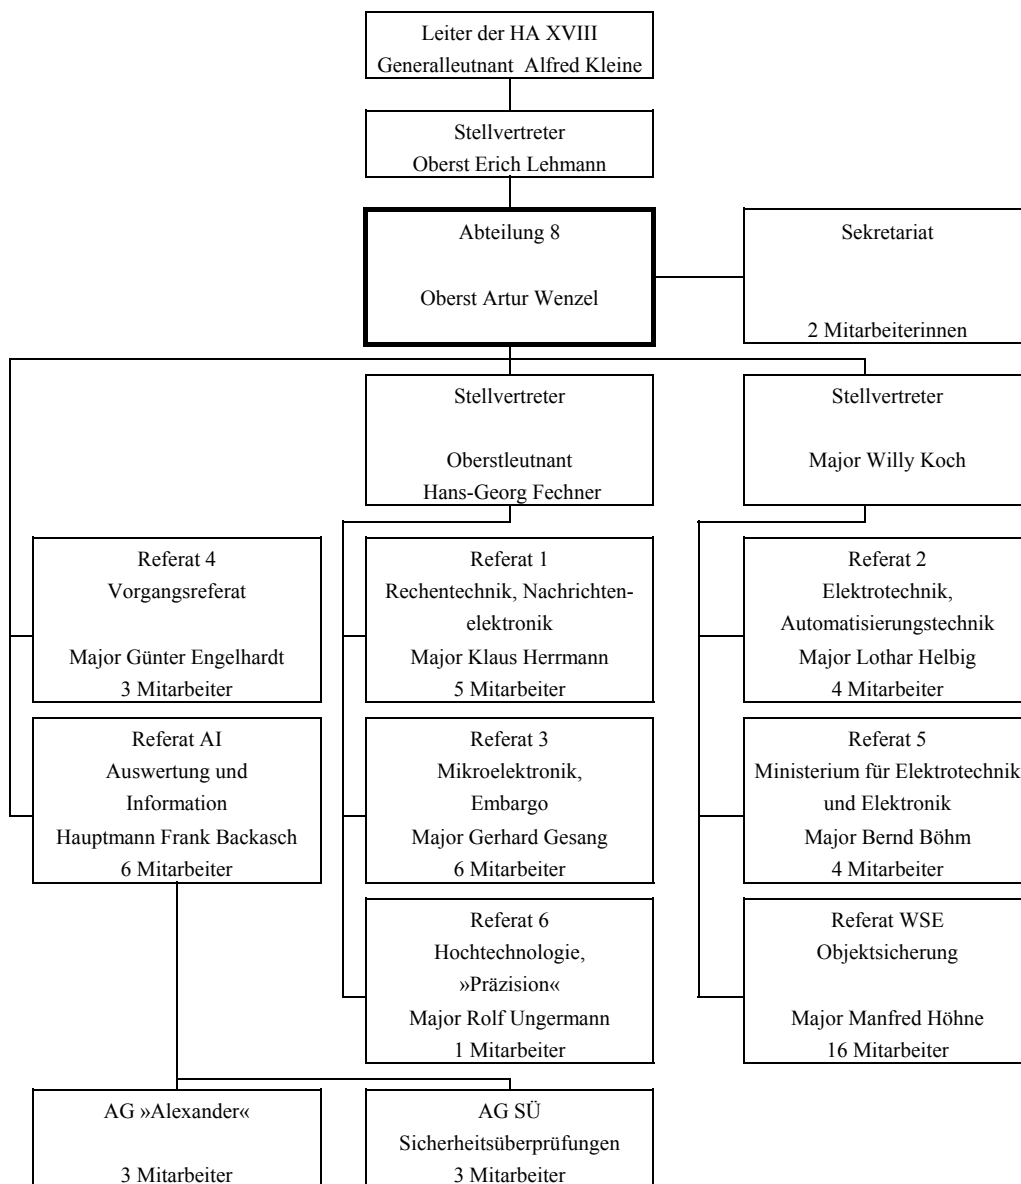 Leiter der HA XVIII
Generalleutnant Alfred Kleine
Stellvertreter
Oberst Erich Lehmann
Abteilung 8
Oberst Artur Wenzel
Sekretariat
2 Mitarbeiterinnen
Stellvertreter
Oberstleutnant
Hans-Georg Fechner
Stellvertreter
Major Willy Koch
Referat 4
Vorgangsreferat
Major Günter Engelhardt
3 Mitarbeiter
Referat 1
Rechentechnik, Nachrichten-
elektronik
Major Klaus Herrmann
5 Mitarbeiter
Referat 2
Elektrotechnik,
Automatisierungstechnik
Major Lothar Helbig
4 Mitarbeiter
Referat AI
Auswertung und
Information
Hauptmann Frank Backasch
6 Mitarbeiter
Referat 3
Mikroelektronik,
Embargo
Major Gerhard Gesang
6 Mitarbeiter
Referat 5
Ministerium für Elektrotechnik
und Elektronik
Major Bernd Böhm
4 Mitarbeiter
Referat 6
Hochtechnologie,
»Präzision«
Major Rolf Ungermann
1 Mitarbeiter
Referat WSE
Objektsicherung
Major Manfred Höhne
16 Mitarbeiter
AG »Alexander«
3 Mitarbeiter
AG SÜ
Sicherheitsüberprüfungen
3 Mitarbeiter